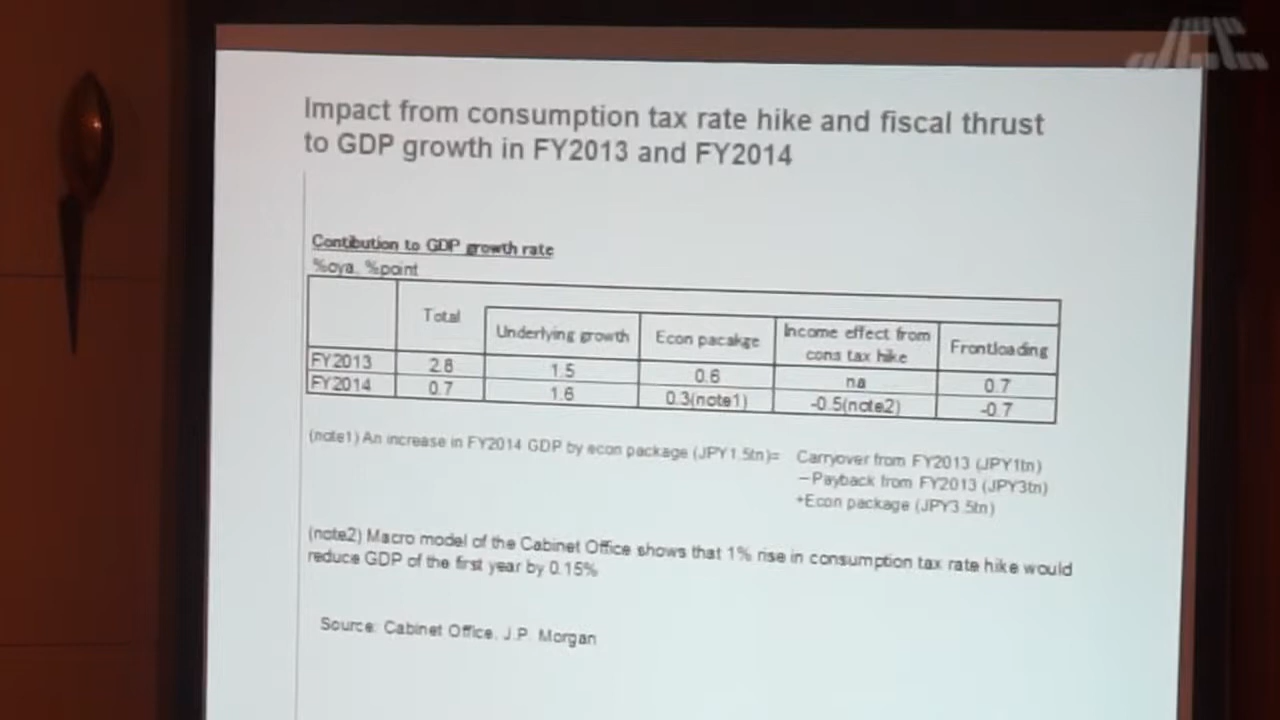 JCC
Impact from consumption tax rate hike and fiscal thrust
to GDP growth in FY2013 and FY2014
Contibution to GDP growth rate
%oya, %point
Total Underlying growth Econ pacakge Income effect from cons tax hike Frontloading
FY2013 2.8 1.5 0.6 na 0.7
FY2014 0.7 1.6 0.3(note1) -0.5(note2) -0.7
(note1) An increase in FY2014 GDP by econ package (JPY1.5tn)= Carryover from FY2013 (JPY1tn)
−Payback from FY2013 (JPY3tn)
+Econ package (JPY3.5tn)
(note2) Macro model of the Cabinet Office shows that 1% rise in consumption tax rate hike would
reduce GDP of the first year by 0.15%
Source: Cabinet Office, J.P. Morgan